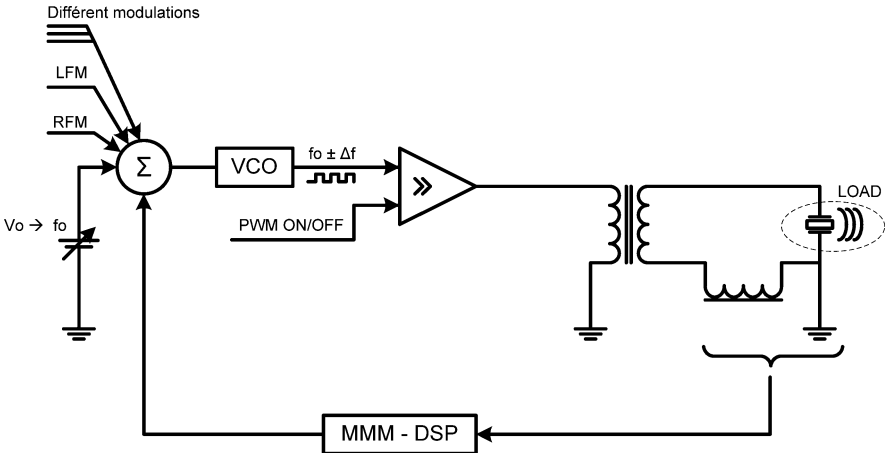 Différent modulations
LFM
RFM
Σ
VCO
fo ± Δf
PWM ON/OFF
Vo → fo
LOAD
MMM - DSP